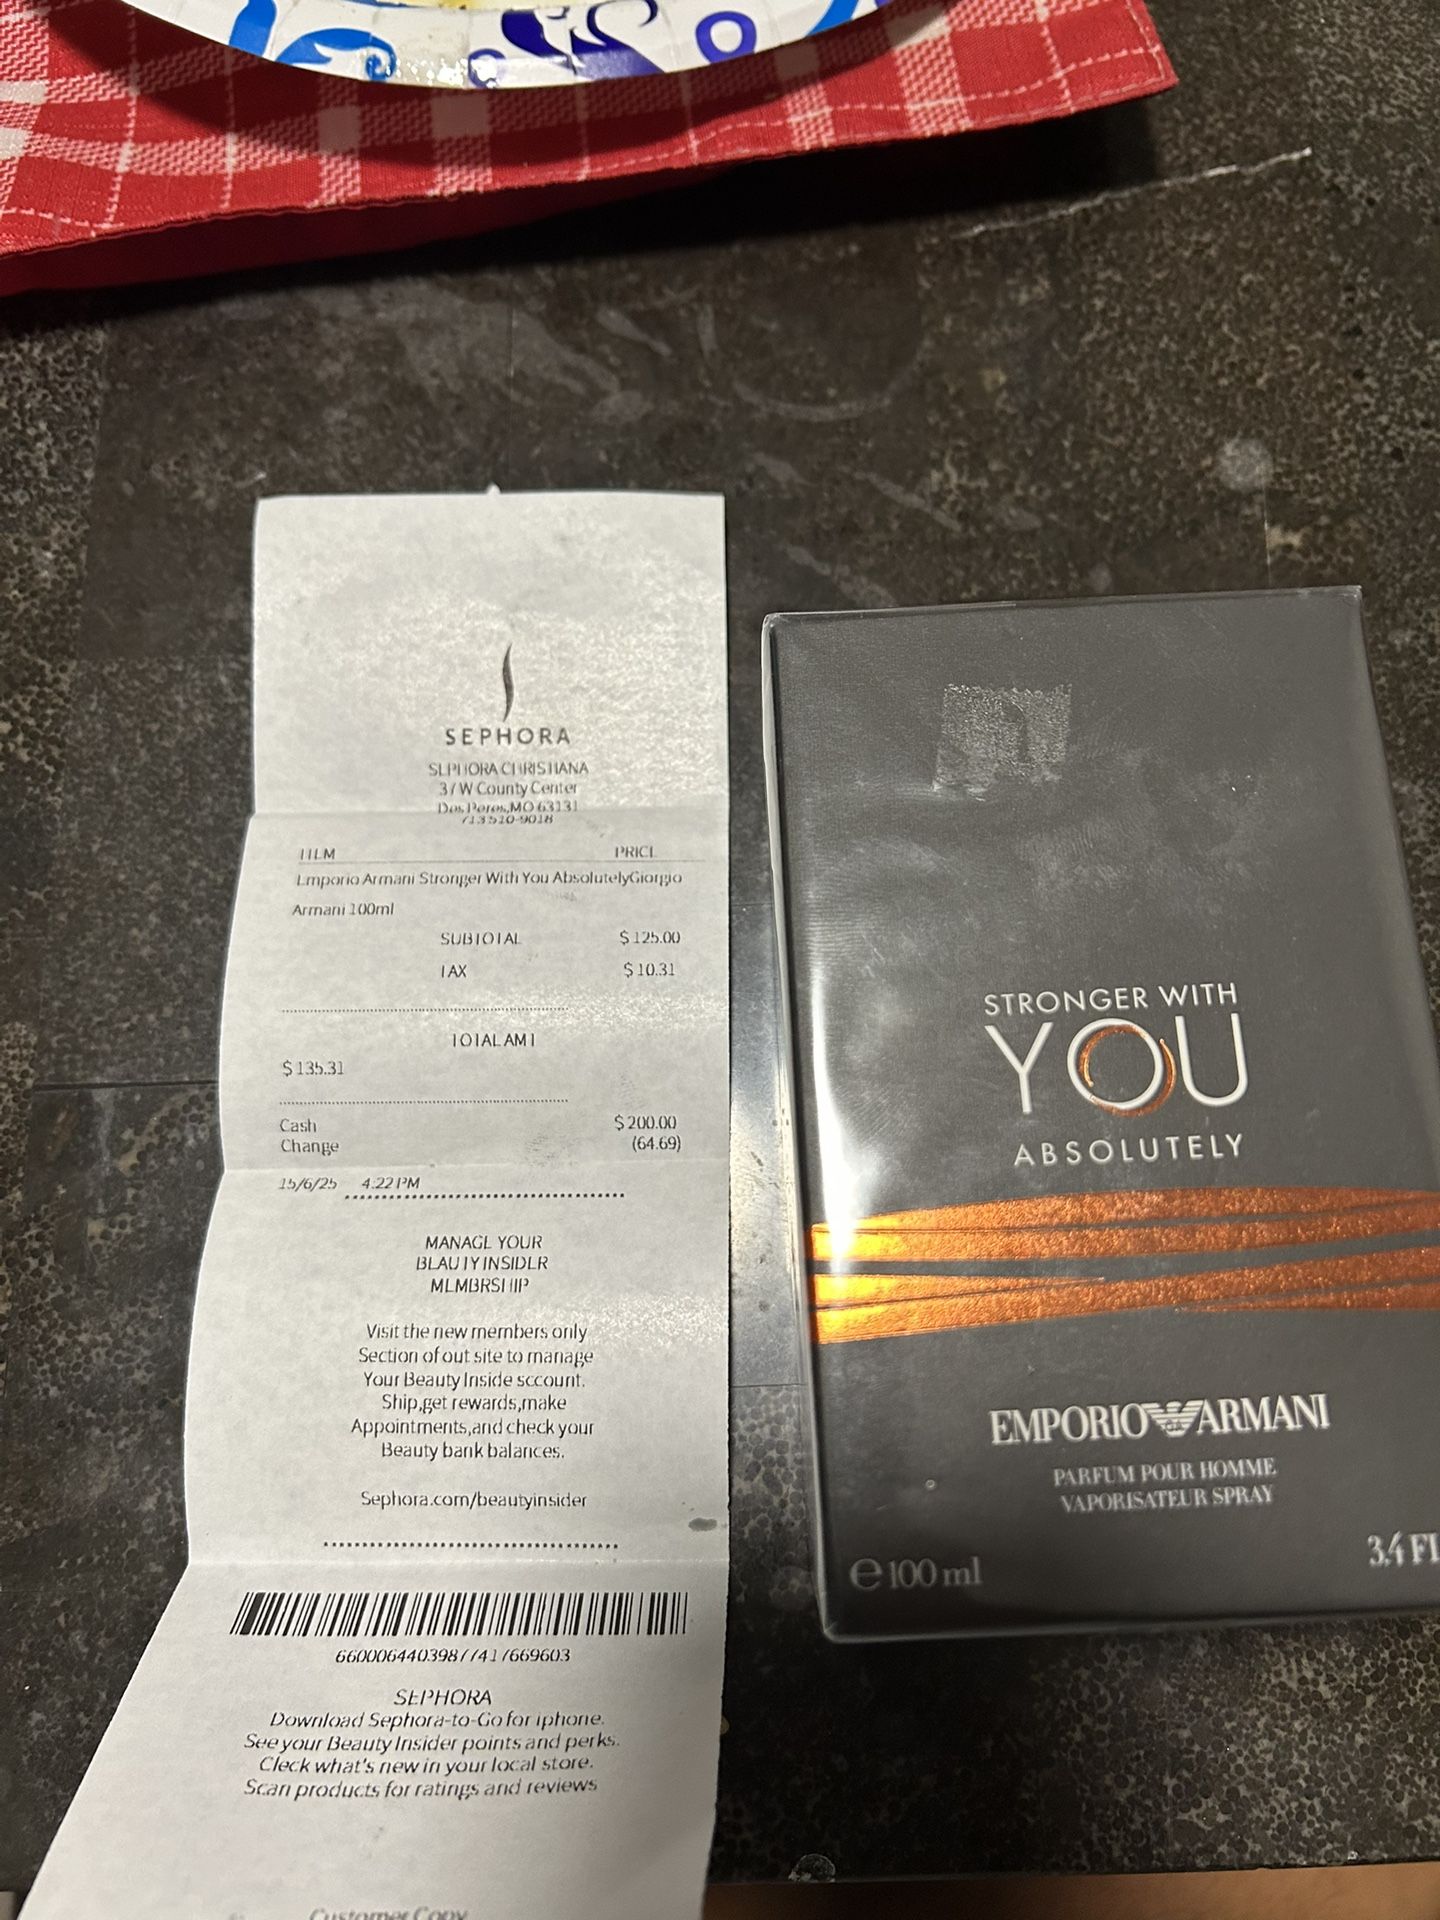 SEPHORA
SEPHORA CHRISTIANA
37 W County Center
Des Peres,MO 63131
713 510-9018
ITEM PRICE
Emporio Armani Stronger With You AbsolutelyGiorgio
Armani 100ml
SUBTOTAL $ 125.00
TAX $ 10.31
TOTAL AMT
$ 135.31
Cash $ 200.00
Change (64.69)
15/6/25 4:22 PM
MANAGE YOUR
BEAUTY INSIDER
MEMBRSHIP
Visit the new members only
Section of out site to manage
Your Beauty Inside sccount.
Ship,get rewards,make
Appointments,and check your
Beauty bank balances.
Sephora.com/beautyinsider
66000644039877417669603
SEPHORA
Download Sephora-to-Go for iphone.
See your Beauty Insider points and perks.
Cleck what's new in your local store.
Scan products for ratings and reviews
Customer Copy
STRONGER WITH
YOU
ABSOLUTELY
EMPORIO ARMANI
PARFUM POUR HOMME
VAPORISATEUR SPRAY
e 100 ml 3.4 Fl